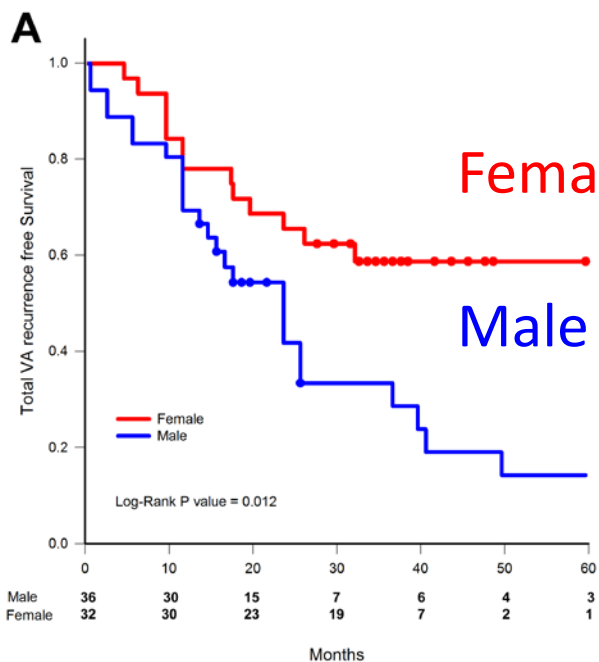 A
1.0
0.8
0.6
0.4
0.2
0.0
Total VA recurrence free Survival
Fema
Male
Female
Male
Log-Rank P value = 0.012
0 10 20 30 40 50 60
Male 36 30 15 7 6 4 3
Female 32 30 23 19 7 2 1
Months